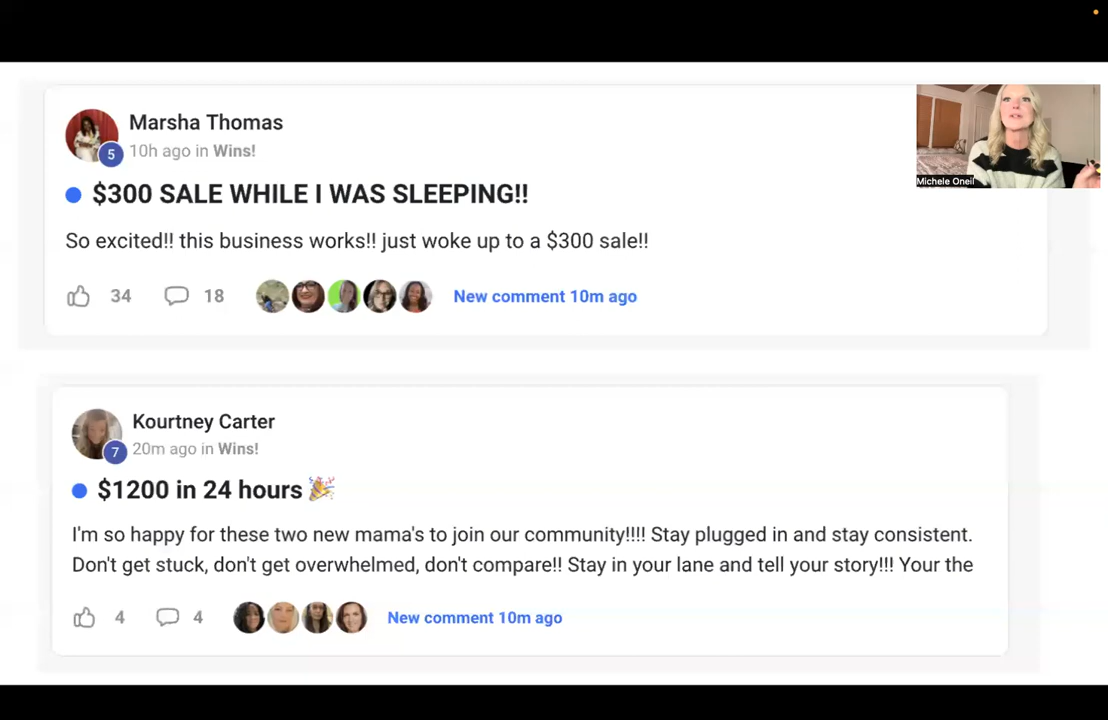 Marsha Thomas
5
10h ago in Wins!
$300 SALE WHILE I WAS SLEEPING!!
So excited!! this business works!! just woke up to a $300 sale!!
34 18 New comment 10m ago
Michele Oneil
Kourtney Carter
7
20m ago in Wins!
$1200 in 24 hours 🎉
I'm so happy for these two new mama's to join our community!!!! Stay plugged in and stay consistent.
Don't get stuck, don't get overwhelmed, don't compare!! Stay in your lane and tell your story!!! Your the
4 4 New comment 10m ago